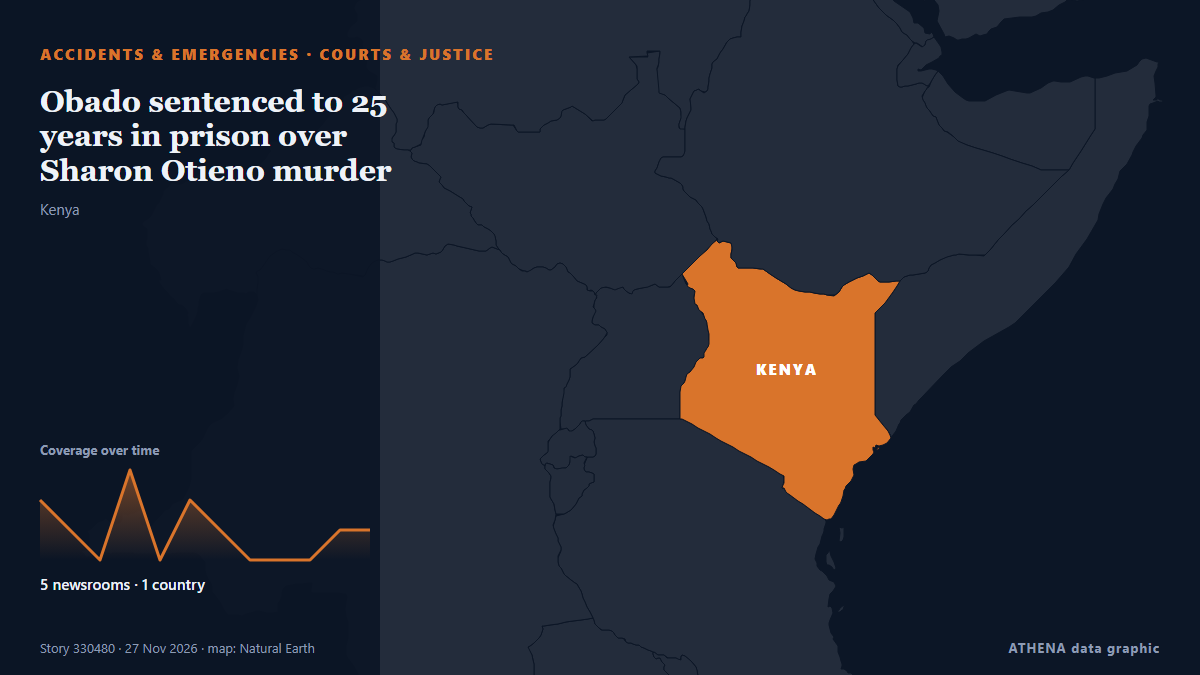 ACCIDENTS & EMERGENCIES · COURTS & JUSTICE
Obado sentenced to 25
years in prison over
Sharon Otieno murder
Kenya
KENYA
Coverage over time
5 newsrooms · 1 country
Story 330480 · 27 Nov 2026 · map: Natural Earth
ATHENA data graphic